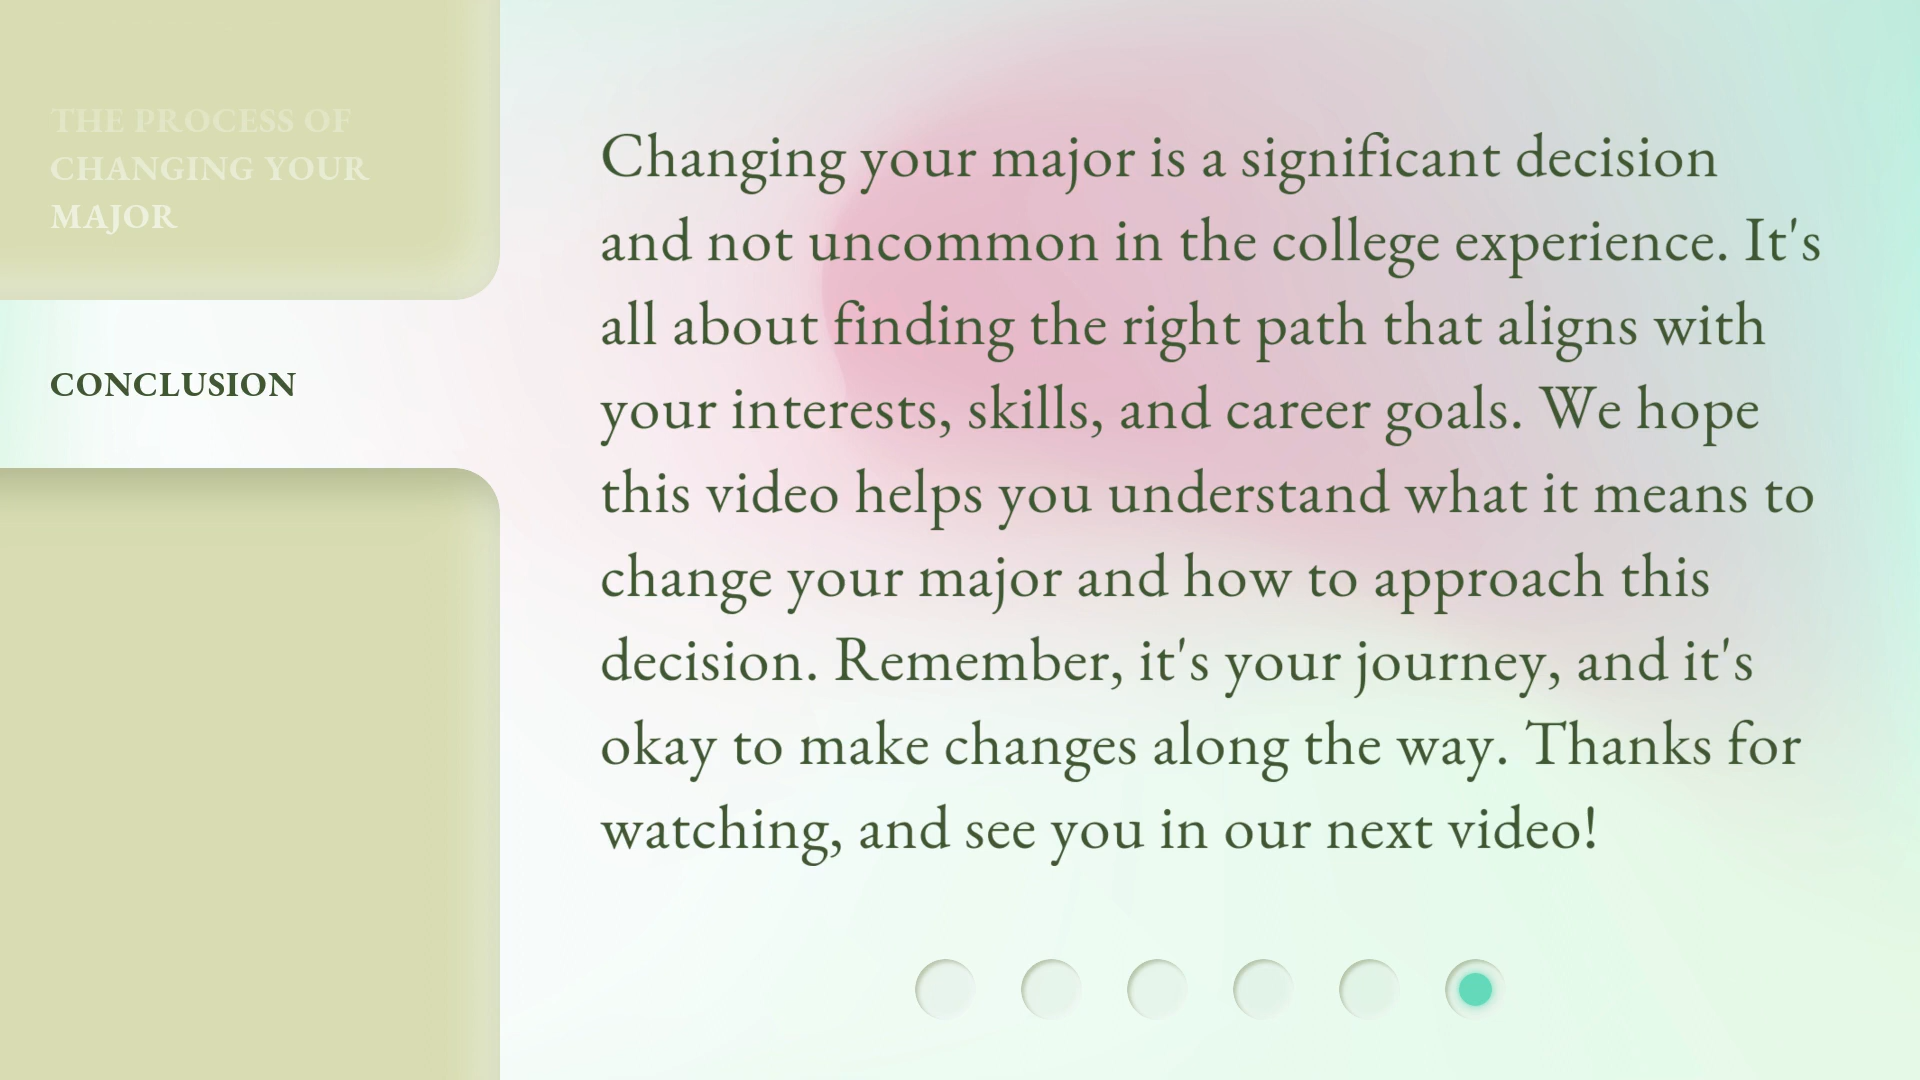 THE PROCESS OF
CHANGING YOUR
MAJOR
CONCLUSION
Changing your major is a significant decision
and not uncommon in the college experience. It's
all about finding the right path that aligns with
your interests, skills, and career goals. We hope
this video helps you understand what it means to
change your major and how to approach this
decision. Remember, it's your journey, and it's
okay to make changes along the way. Thanks for
watching, and see you in our next video!